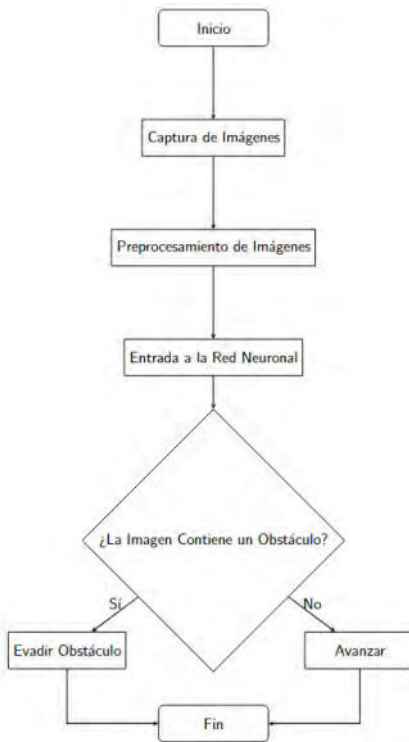 Inicio
Captura de Imágenes
Preprocesamiento de Imágenes
Entrada a la Red Neuronal
¿La Imagen Contiene un Obstáculo?
Sí
No
Evadir Obstáculo
Avanzar
Fin